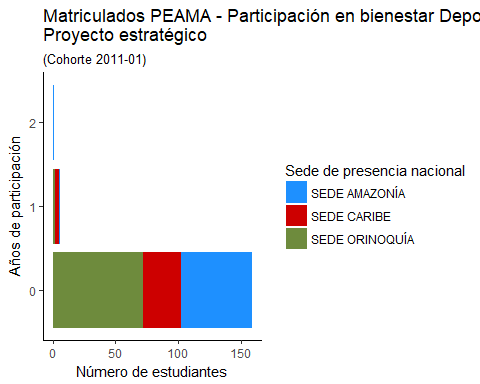 Matriculados PEAMA - Participación en bienestar Depo
Proyecto estratégico
(Cohorte 2011-01)
Años de participación
2
1
0
0
50
100
150
Número de estudiantes
Sede de presencia nacional
SEDE AMAZONÍA
SEDE CARIBE
SEDE ORINOQUÍA